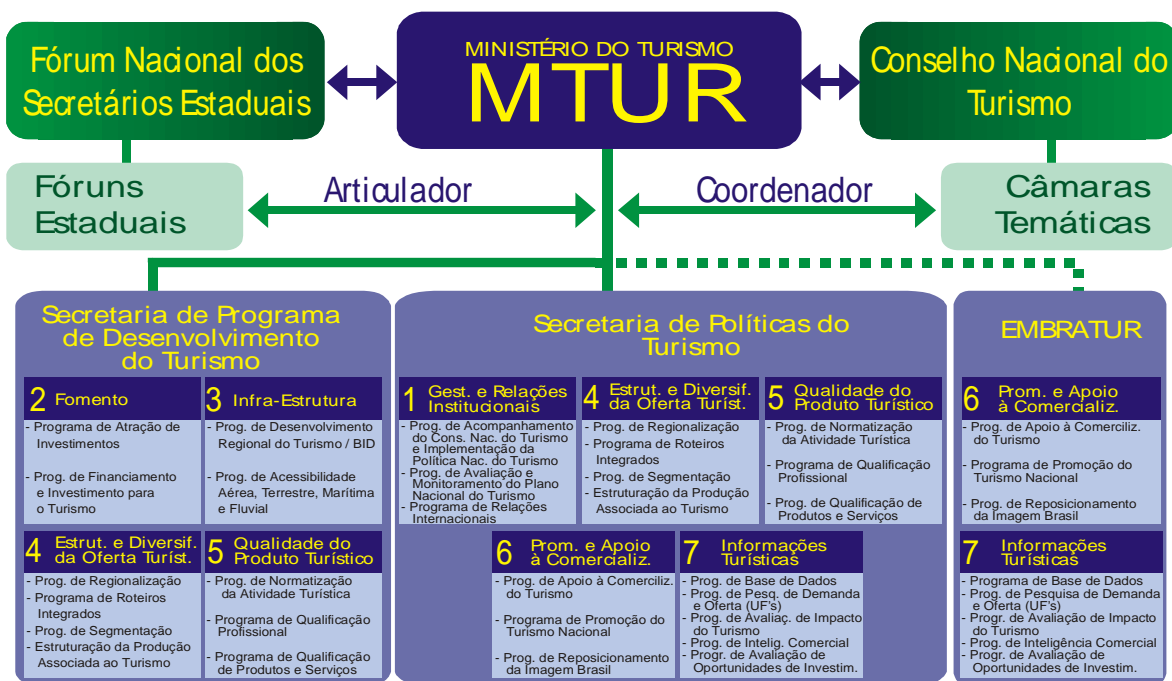 Fórum Nacional dos
Secretários Estaduais
MINISTÉRIO DO TURISMO
MTUR
Conselho Nacional do
Turismo
Fóruns
Estaduais
Articulador
Coordenador
Câmaras
Temáticas
Secretaria de Programa
de Desenvolvimento
do Turismo
2 Fomento
- Programa de Atração de
Investimentos
- Prog. de Financiamento
e Investimento para
o Turismo
3 Infra-Estrutura
- Prog. de Desenvolvimento
Regional do Turismo / BID
- Prog. de Acessibilidade
Aérea, Terrestre, Marítima
e Fluvial
4 Estrut. e Diversif.
da Oferta Turíst.
- Prog. de Regionalização
- Programa de Roteiros
Integrados
- Prog. de Segmentação
- Estruturação da Produção
Associada ao Turismo
5 Qualidade do
Produto Turístico
- Prog. de Normatização
da Atividade Turística
- Programa de Qualificação
Profissional
- Programa de Qualificação
de Produtos e Serviços
Secretaria de Políticas do
Turismo
1 Gest. e Relações
Institucionais
- Prog. de Acompanhamento
do Cons. Nac. do Turismo
e Implementação da
Política Nac. do Turismo
- Prog. de Avaliação e
Monitoramento do Plano
Nacional do Turismo
- Programa de Relações
Internacionais
4 Estrut. e Diversif.
da Oferta Turíst.
- Prog. de Regionalização
- Programa de Roteiros
Integrados
- Prog. de Segmentação
- Estruturação da Produção
Associada ao Turismo
5 Qualidade do
Produto Turístico
- Prog. de Normatização
da Atividade Turística
- Programa de Qualificação
Profissional
- Prog. de Qualificação de
Produtos e Serviços
6 Prom. e Apoio
à Comercializ.
- Prog. de Apoio à Comerciliz.
do Turismo
- Programa de Promoção do
Turismo Nacional
- Prog. de Reposicionamento
da Imagem Brasil
7 Informações
Turísticas
- Prog. de Base de Dados
- Prog. de Pesq. de Demanda
e Oferta (UF's)
- Prog. de Avaliaç. de Impacto
do Turismo
- Prog. de Intelig. Comercial
- Progr. de Avaliação de
Oportunidades de Investim.
EMBRATUR
6 Prom. e Apoio
à Comercializ.
- Prog. de Apoio à Comerciliz.
do Turismo
- Programa de Promoção do
Turismo Nacional
- Prog. de Reposicionamento
da Imagem Brasil
7 Informações
Turísticas
- Programa de Base de Dados
- Prog. de Pesquisa de Demanda
e Oferta (UF's)
- Progr. de Avaliação de Impacto
do Turismo
- Prog. de Inteligência Comercial
- Progr. de Avaliação de
Oportunidades de Investim.